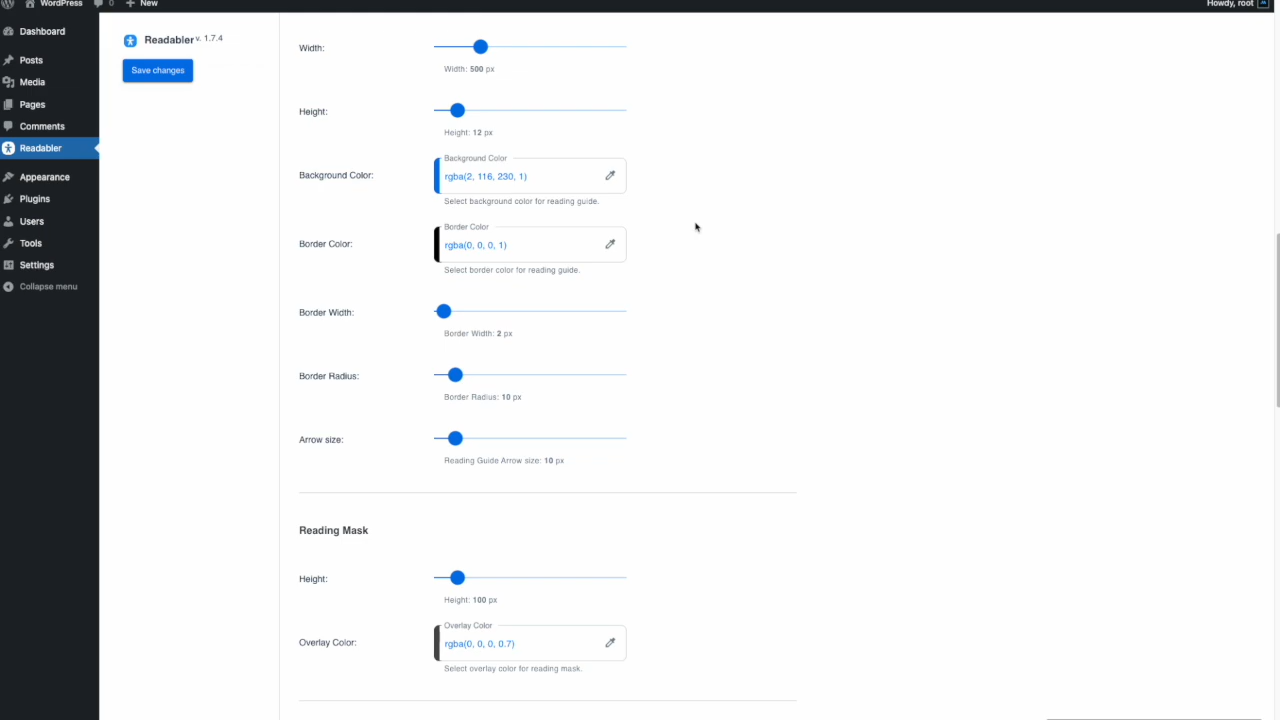 WordPress 0 New Howdy, root
Dashboard
Posts
Media
Pages
Comments
Readabler
Appearance
Plugins
Users
Tools
Settings
Collapse menu
Readabler v. 1.7.4
Save changes
Width:
Width: 500 px
Height:
Height: 12 px
Background Color:
Background Color
rgba(2, 116, 230, 1)
Select background color for reading guide.
Border Color:
Border Color
rgba(0, 0, 0, 1)
Select border color for reading guide.
Border Width:
Border Width: 2 px
Border Radius:
Border Radius: 10 px
Arrow size:
Reading Guide Arrow size: 10 px
Reading Mask
Height:
Height: 100 px
Overlay Color:
Overlay Color
rgba(0, 0, 0, 0.7)
Select overlay color for reading mask.